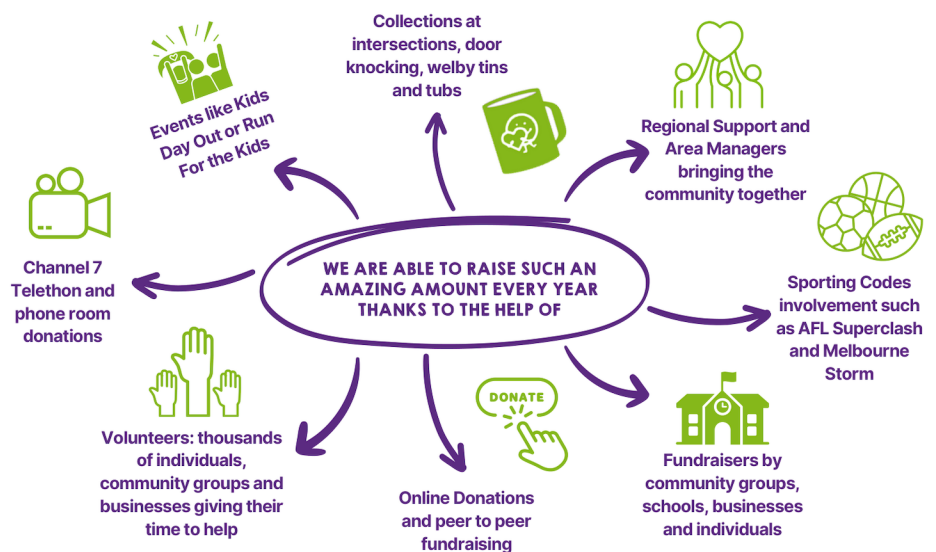 Collections at
intersections, door
knocking, welby tins
and tubs
Events like Kids
Day Out or Run
For the Kids
Regional Support and
Area Managers
bringing the
community together
Channel 7
Telethon and
phone room
donations
WE ARE ABLE TO RAISE SUCH AN
AMAZING AMOUNT EVERY YEAR
THANKS TO THE HELP OF
Sporting Codes
involvement such
as AFL Superclash
and Melbourne
Storm
Volunteers: thousands
of individuals,
community groups and
businesses giving their
time to help
DONATE
Online Donations
and peer to peer
fundraising
Fundraisers by
community groups,
schools, businesses
and individuals